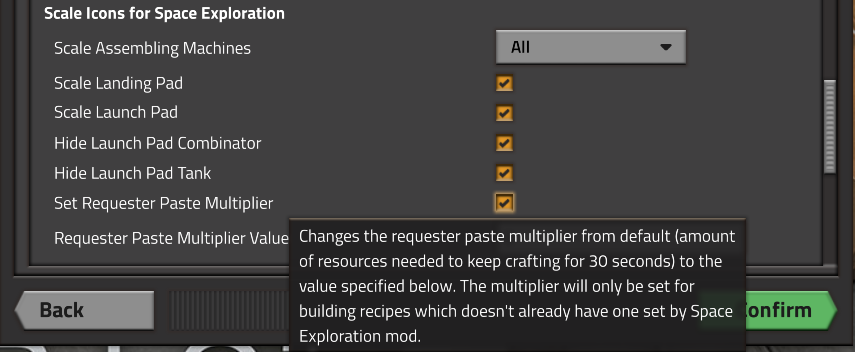 Scale Icons for Space Exploration
Scale Assembling Machines
All
Scale Landing Pad
Scale Launch Pad
Hide Launch Pad Combinator
Hide Launch Pad Tank
Set Requester Paste Multiplier
Requester Paste Multiplier Value
Changes the requester paste multiplier from default (amount
of resources needed to keep crafting for 30 seconds) to the
value specified below. The multiplier will only be set for
building recipes which doesn't already have one set by Space
Exploration mod.
Back
onfirm